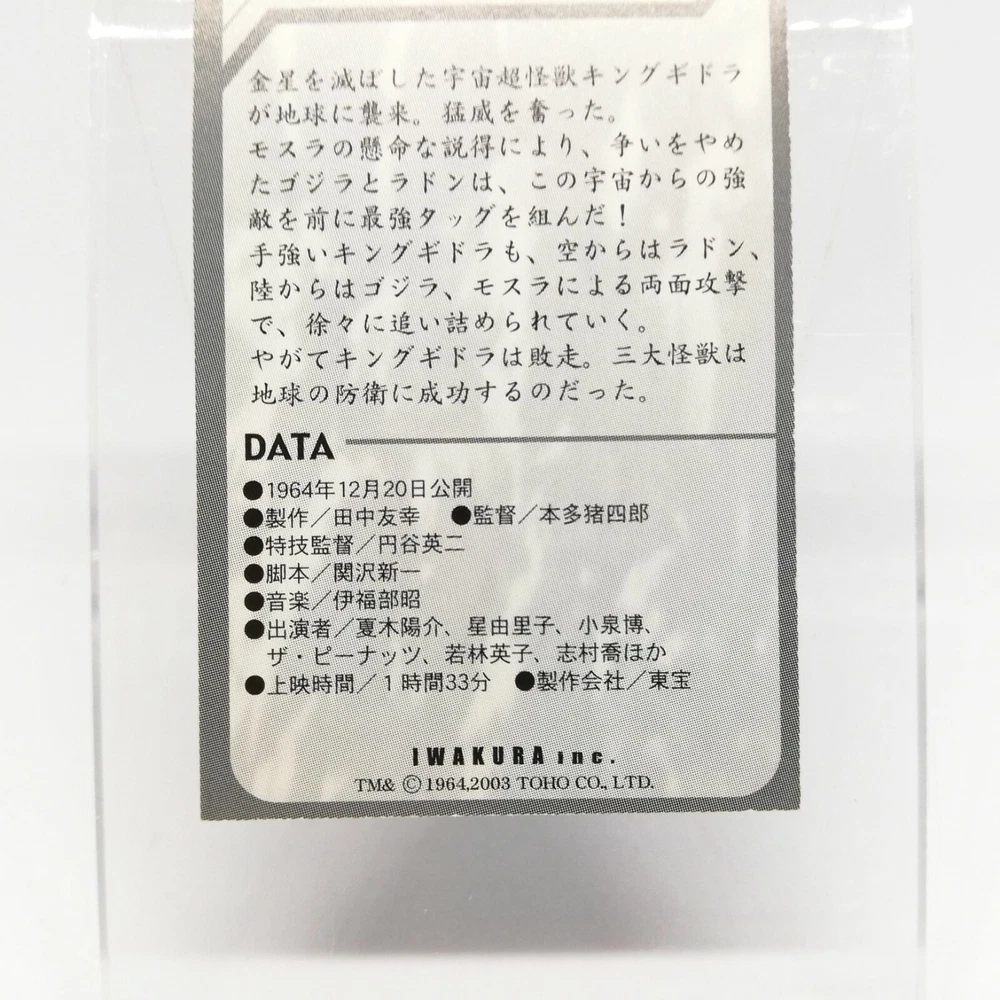 金星を滅ぼした宇宙超怪獣キングギドラ
が地球に襲来。猛威を奮った。
モスラの懸命な説得により、争いをやめ
たゴジラとラドンは、この宇宙からの強
敵を前に最強タッグを組んだ！
手強いキングギドラも、空からはラドン、
陸からはゴジラ、モスラによる両面攻撃
で、徐々に追い詰められていく。
やがてキングギドラは敗走。三大怪獣は
地球の防衛に成功するのだった。
DATA
●1964年12月20日公開
●製作／田中友幸 ●監督／本多猪四郎
●特技監督／円谷英二
●脚本／関沢新一
●音楽／伊福部昭
●出演者／夏木陽介、星由里子、小泉博、
ザ・ピーナッツ、若林英子、志村喬ほか
●上映時間／1時間33分 ●製作会社／東宝
IWAKURA inc.
TM& ©1964,2003 TOHO CO., LTD.